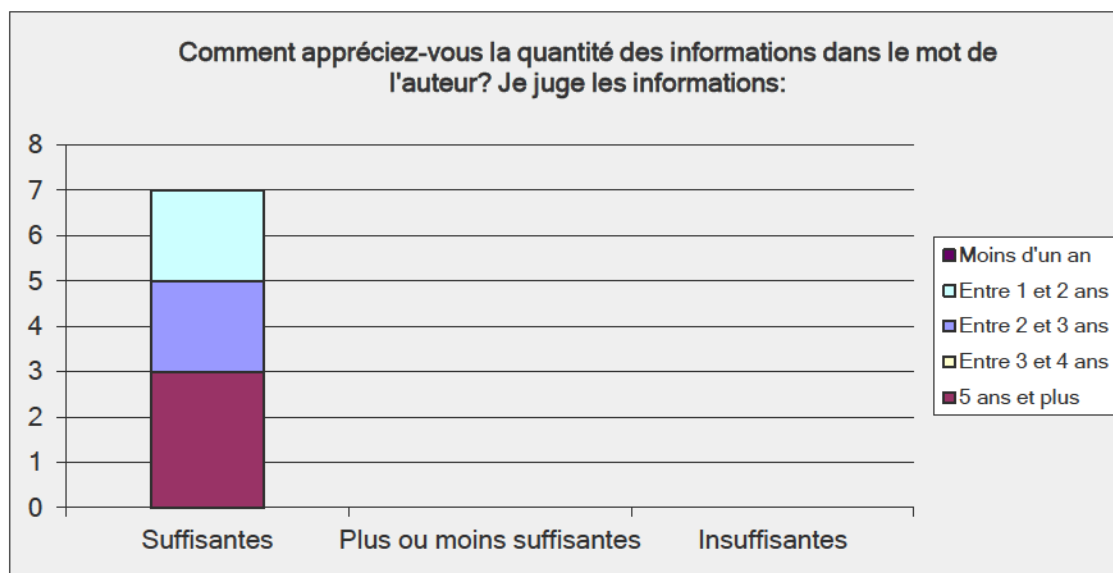 Comment appréciez-vous la quantité des informations dans le mot de
l'auteur? Je juge les informations:
8
7
6
5
4
3
2
1
0
Suffisantes
Plus ou moins suffisantes
Insuffisantes
Moins d'un an
Entre 1 et 2 ans
Entre 2 et 3 ans
Entre 3 et 4 ans
5 ans et plus